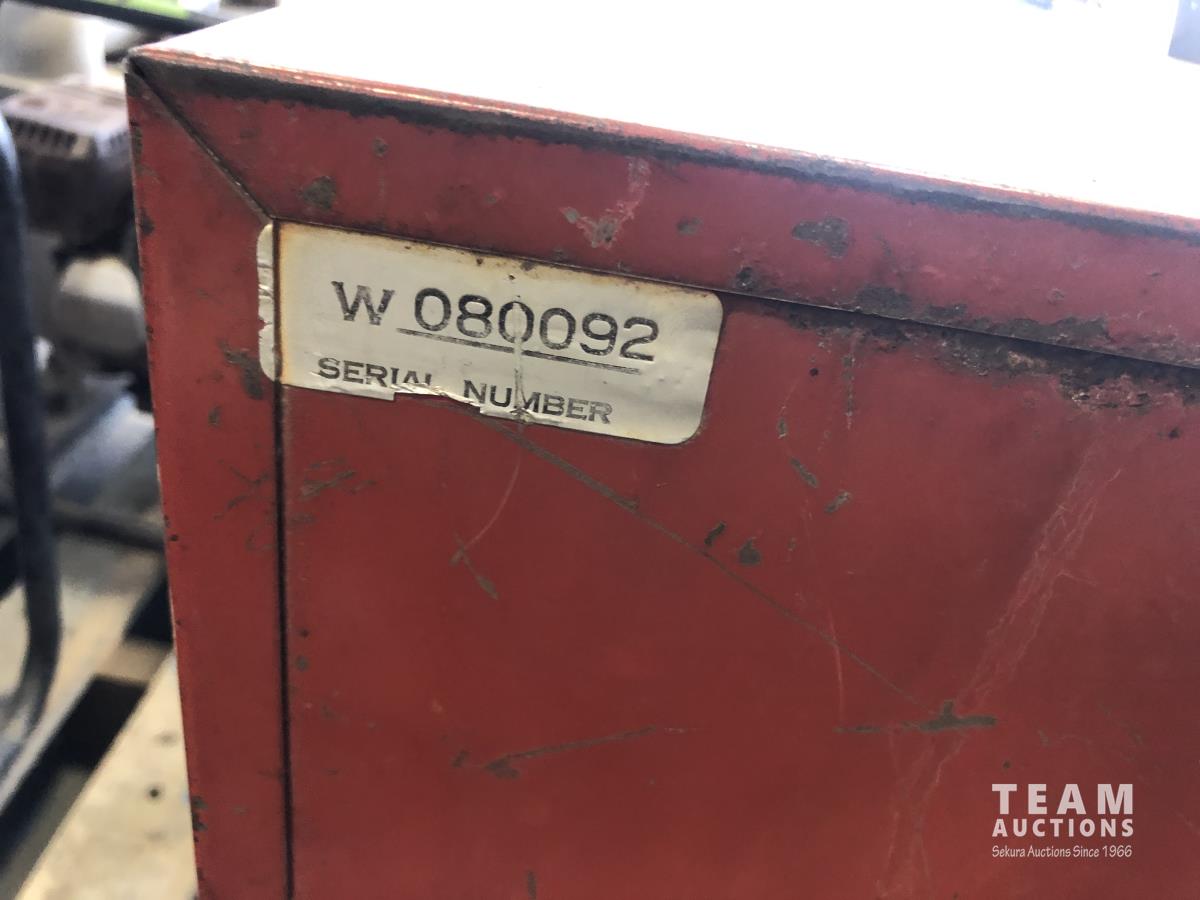 W 080092
SERIAL NUMBER
TEAM
AUCTIONS
Sekura Auctions Since 1966